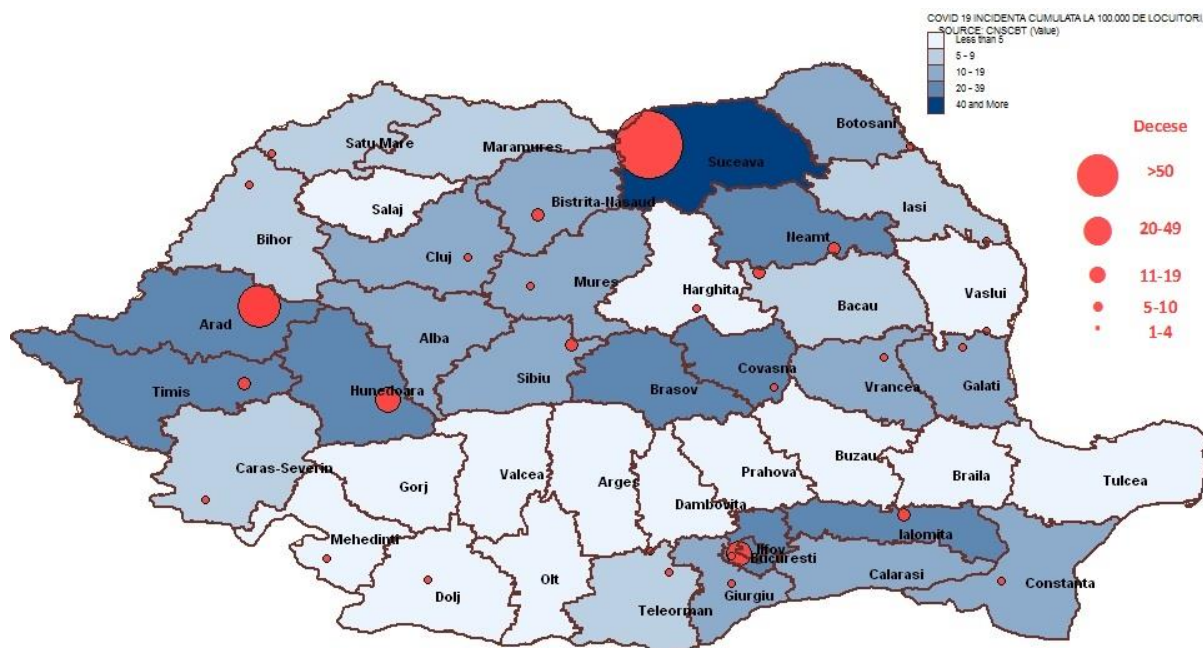 COVID 19 INCIDENTA CUMULATA LA 100.000 DE LOCUITORI
SOURCE: CNSCBT (Value)
Less than 5
5 - 9
10 - 19
20 - 39
40 and More
Decese
>50
20-49
11-19
5-10
1-4
Satu Mare
Maramures
Suceava
Botosani
Iasi
Salaj
Bistrita-Nasaud
Bihor
Cluj
Neamt
Mures
Harghita
Bacau
Vaslui
Arad
Alba
Sibiu
Brasov
Covasna
Vrancea
Galati
Timis
Hunedoara
Caras-Severin
Gorj
Valcea
Arges
Dambovita
Prahova
Buzau
Braila
Tulcea
Mehedinti
Dolj
Olt
Teleorman
Giurgiu
Ilfov
Bucuresti
Ialomita
Calarasi
Constanta